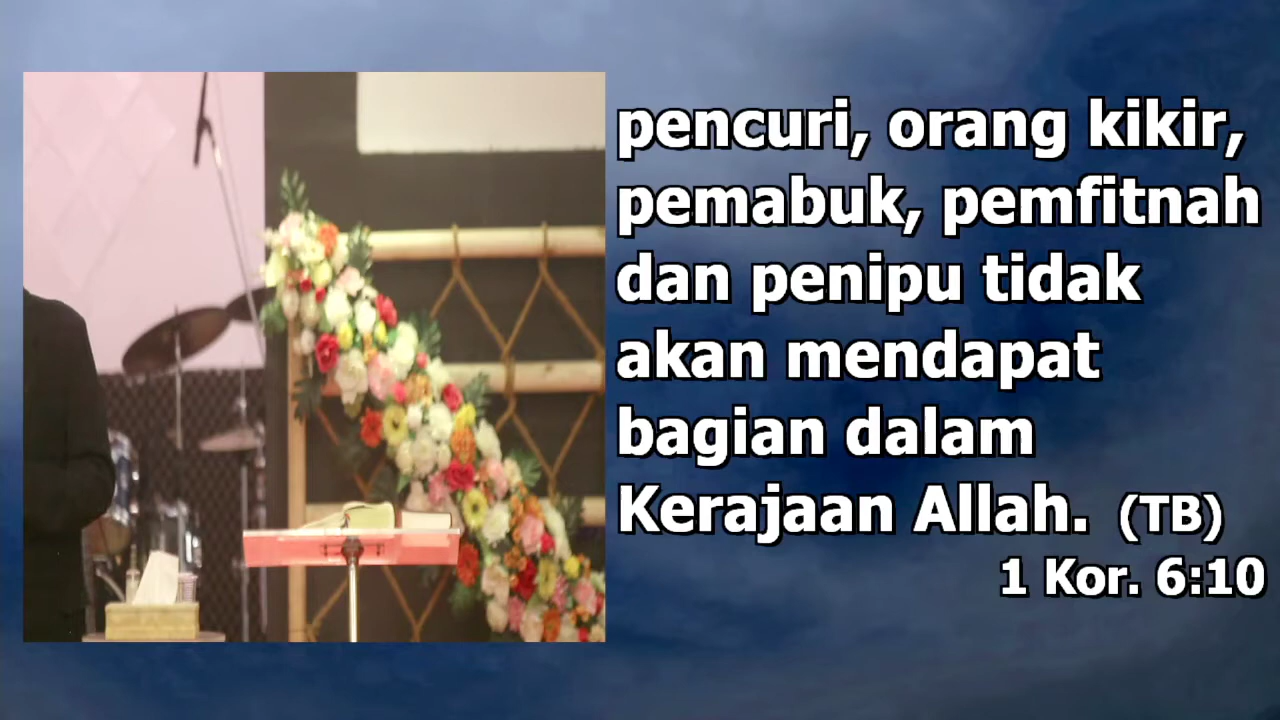 pencuri, orang kikir,
pemabuk, pemfitnah
dan penipu tidak
akan mendapat
bagian dalam
Kerajaan Allah. (TB)
1 Kor. 6:10